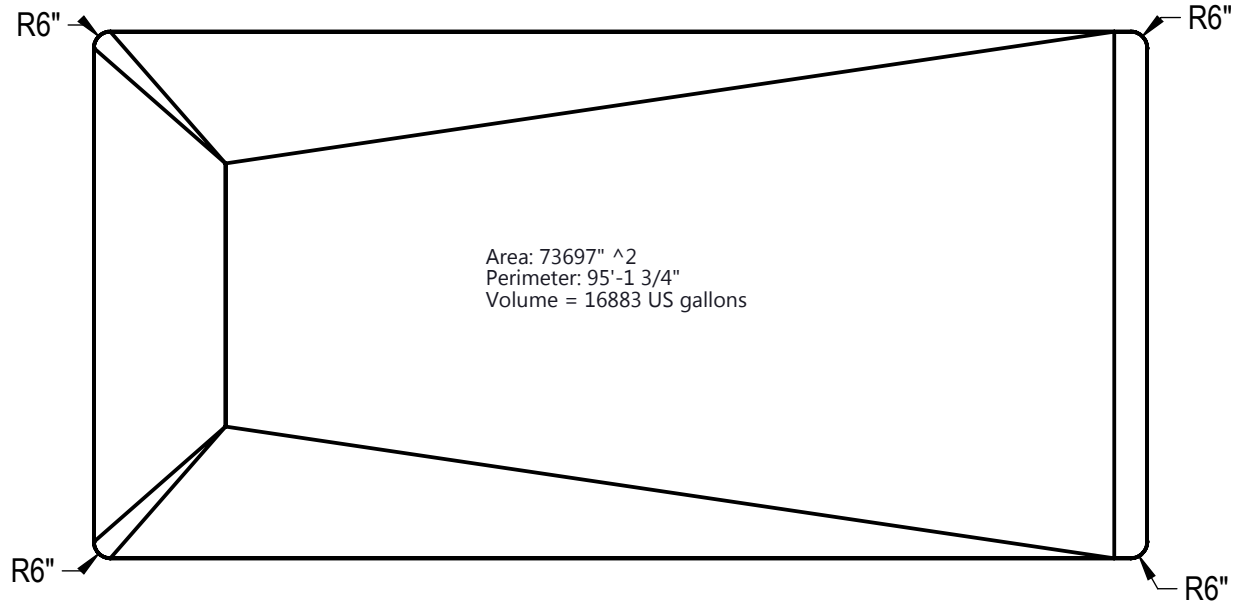 R6"
R6"
Area: 73697" ^2
Perimeter: 95'-1 3/4"
Volume = 16883 US gallons
R6"
R6"